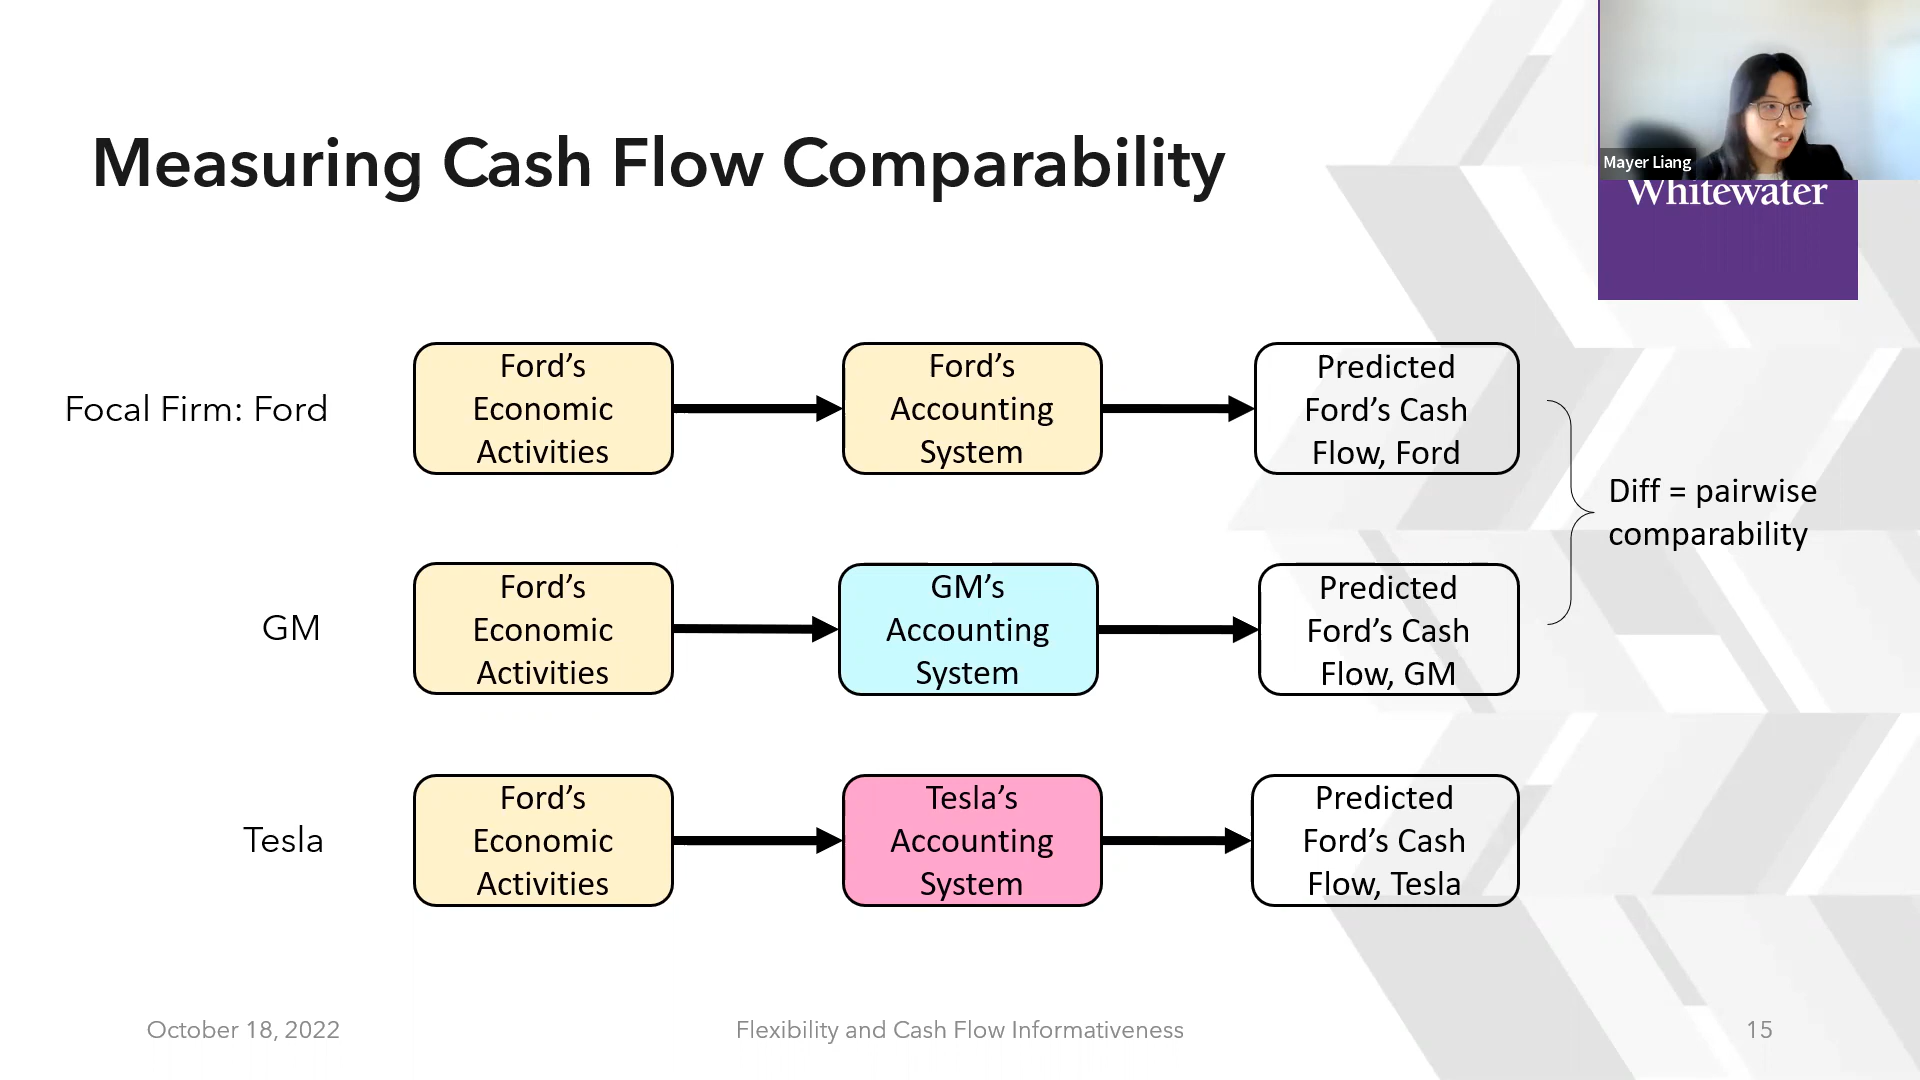 Measuring Cash Flow Comparability
Mayer Liang
Whitewater
Focal Firm: Ford
Ford’s
Economic
Activities
Ford’s
Accounting
System
Predicted
Ford’s Cash
Flow, Ford
Diff = pairwise
comparability
GM
Ford’s
Economic
Activities
GM’s
Accounting
System
Predicted
Ford’s Cash
Flow, GM
Tesla
Ford’s
Economic
Activities
Tesla’s
Accounting
System
Predicted
Ford’s Cash
Flow, Tesla
October 18, 2022
Flexibility and Cash Flow Informativeness
15